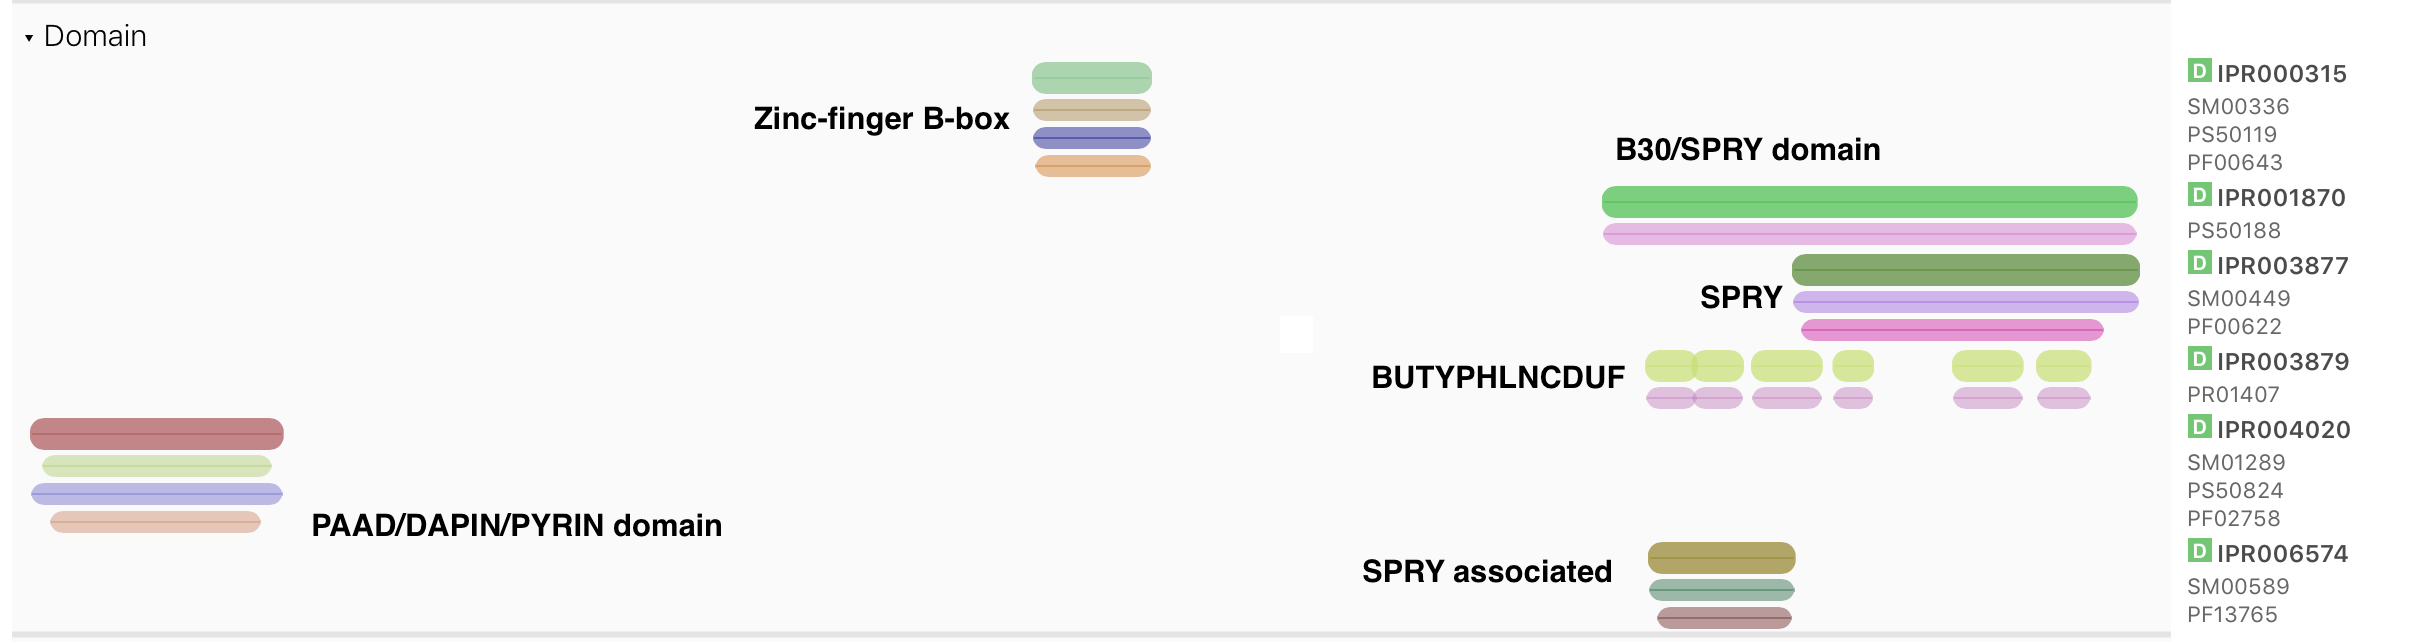 Domain
Zinc-finger B-box
D IPR000315
SM00336
PS50119
PF00643
B30/SPRY domain
D IPR001870
PS50188
SPRY
D IPR003877
SM00449
PF00622
BUTYPHLNCDUF
D IPR003879
PR01407
PAAD/DAPIN/PYRIN domain
D IPR004020
SM01289
PS50824
PF02758
SPRY associated
D IPR006574
SM00589
PF13765